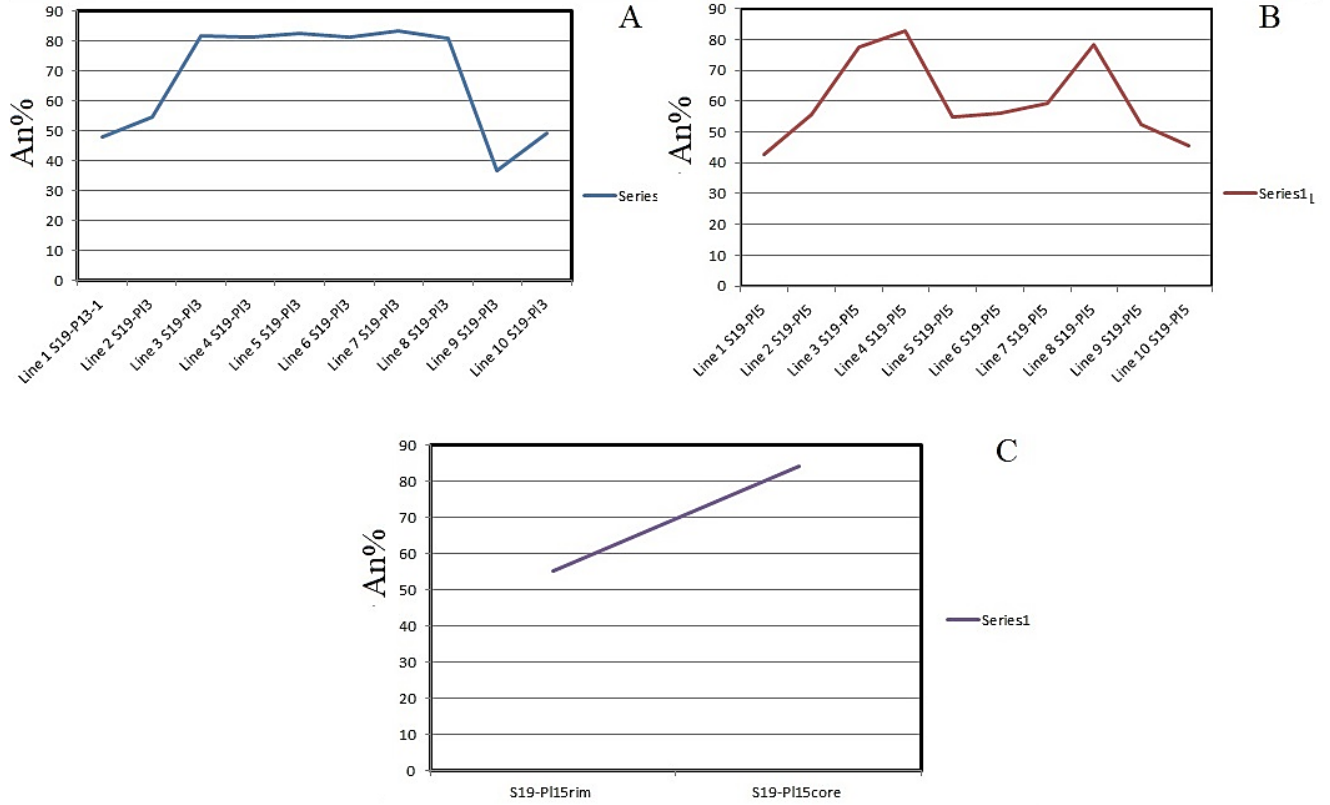 A
90
80
70
60
50
40
30
20
10
0
An%
Line 1 S19-P13-1
Line 2 S19-Pl3
Line 3 S19-Pl3
Line 4 S19-Pl3
Line 5 S19-Pl3
Line 6 S19-Pl3
Line 7 S19-Pl3
Line 8 S19-Pl3
Line 9 S19-Pl3
Line 10 S19-Pl3
Series
B
90
80
70
60
50
40
30
20
10
0
An%
Line 1 S19-Pl5
Line 2 S19-Pl5
Line 3 S19-Pl5
Line 4 S19-Pl5
Line 5 S19-Pl5
Line 6 S19-Pl5
Line 7 S19-Pl5
Line 8 S19-Pl5
Line 9 S19-Pl5
Line 10 S19-Pl5
Series1
C
90
80
70
60
50
40
30
20
10
0
An%
S19-Pl15rim
S19-Pl15core
Series1